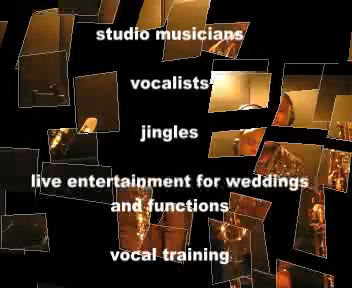 studio musicians
vocalists
jingles
live entertainment for weddings
and functions
vocal training